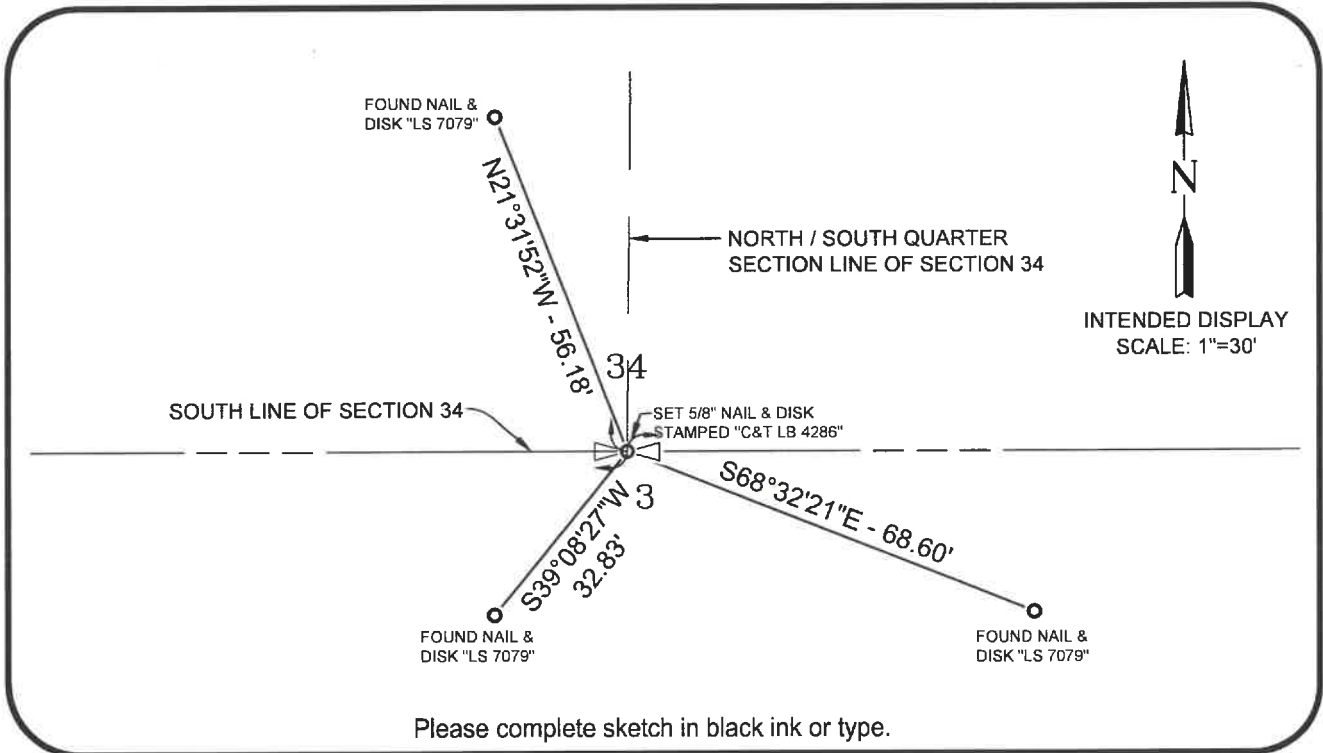 FOUND NAIL &
DISK "LS 7079"
N21°31'52"W - 56.18'
N
NORTH / SOUTH QUARTER
SECTION LINE OF SECTION 34
INTENDED DISPLAY
SCALE: 1"=30'
34
SOUTH LINE OF SECTION 34
SET 5/8" NAIL & DISK
STAMPED "C&T LB 4286"
3
S68°32'21"E - 68.60'
S39°08'27"W
32.83'
FOUND NAIL &
DISK "LS 7079"
FOUND NAIL &
DISK "LS 7079"
Please complete sketch in black ink or type.